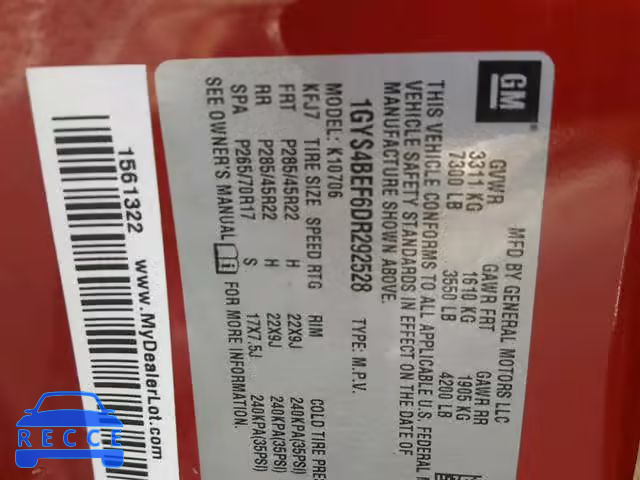 GM
MFD BY GENERAL MOTORS LLC
GVWR GAWR FRT GAWR RR
3311 KG 1610 KG 1905 KG
7300 LB 3550 LB 4200 LB
THIS VEHICLE CONFORMS TO ALL APPLICABLE U.S. FEDERAL
VEHICLE SAFETY STANDARDS IN EFFECT ON THE DATE OF
MANUFACTURE SHOWN ABOVE.
1GYS4BEF6DR292528 TYPE: M.P.V.
MODEL: K10706
KFJ7 TIRE SIZE SPEED RTG RIM COLD TIRE
FRT P285/45R22 H 22X9J 240KPA(35PSI)
RR P285/45R22 H 22X9J 240KPA(35PSI)
SPA P265/70R17 S 17X7.5J 240KPA(35PSI)
SEE OWNER'S MANUAL i FOR MORE INFORMATION.
1561322 www.MyDealerLot.com
RECCE